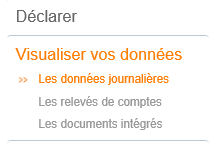 Déclarer
Visualiser vos données
>> Les données journalières
Les relevés de comptes
Les documents intégrés